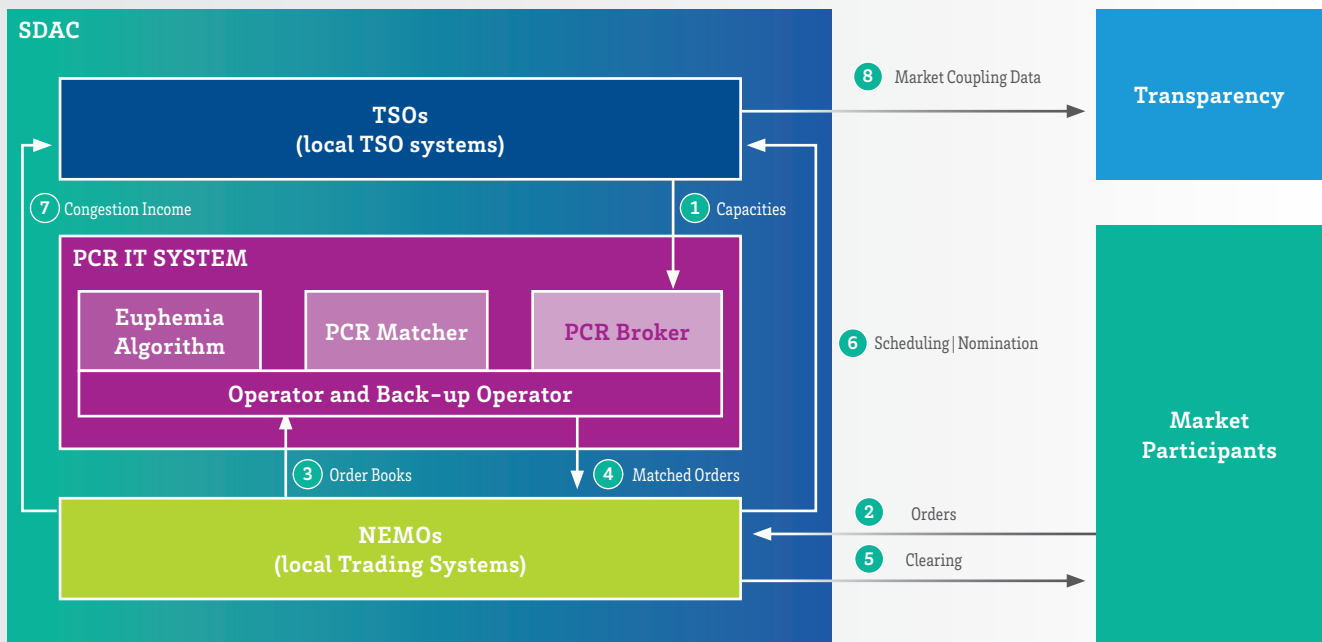 SDAC
TSOs
(local TSO systems)
8 Market Coupling Data
Transparency
7 Congestion Income
1 Capacities
PCR IT SYSTEM
Euphemia
Algorithm
PCR Matcher
PCR Broker
Operator and Back-up Operator
6 Scheduling | Nomination
Market
Participants
3 Order Books
4 Matched Orders
NEMOs
(local Trading Systems)
2 Orders
5 Clearing